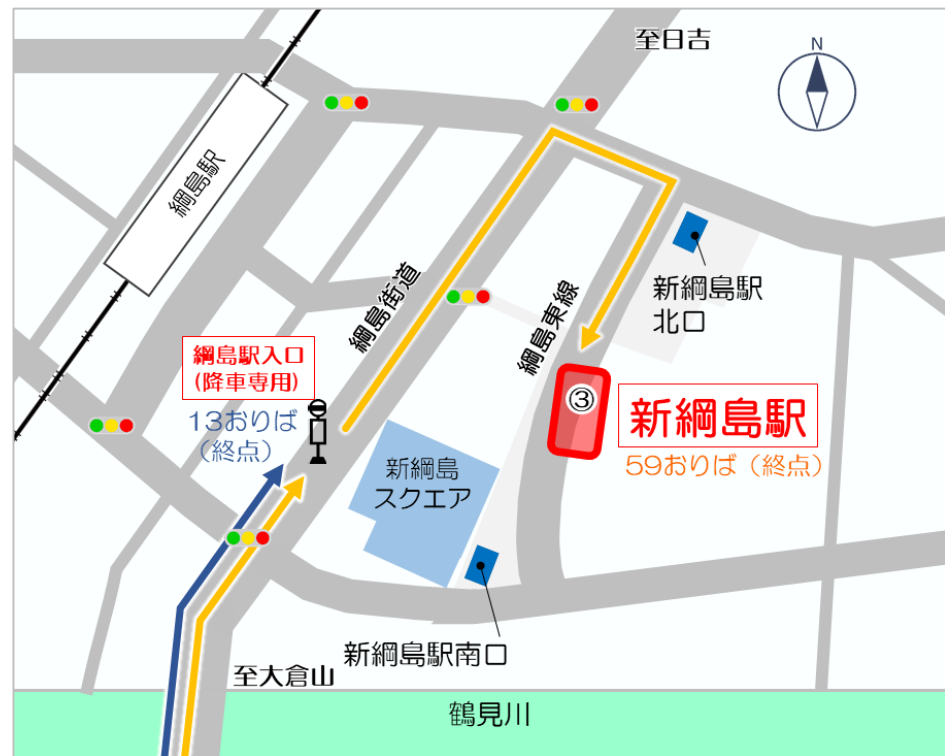 至日吉
N
綱島駅
新綱島駅
北口
綱島街道
綱島東線
綱島駅入口
(降車専用)
13おりば
（終点）
③
新綱島駅
59おりば（終点）
新綱島
スクエア
新綱島駅南口
至大倉山
鶴見川